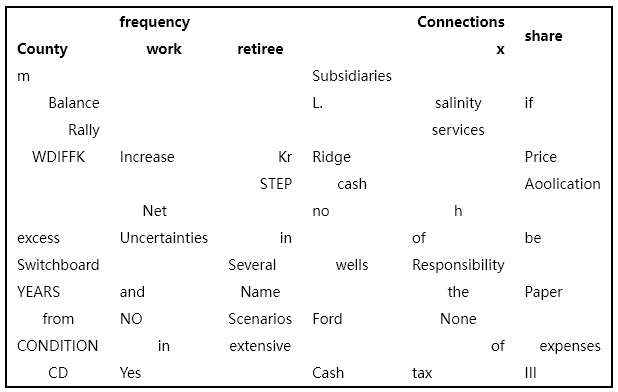 frequency Connections share
County work retiree x
m Subsidiaries
Balance L. salinity if
Rally services
WDIFFK Increase Kr Ridge Price
STEP cash Aoolication
Net no h
excess Uncertainties in of be
Switchboard Several wells Responsibility
YEARS and Name the Paper
from NO Scenarios Ford None
CONDITION in extensive of expenses
CD Yes Cash tax III